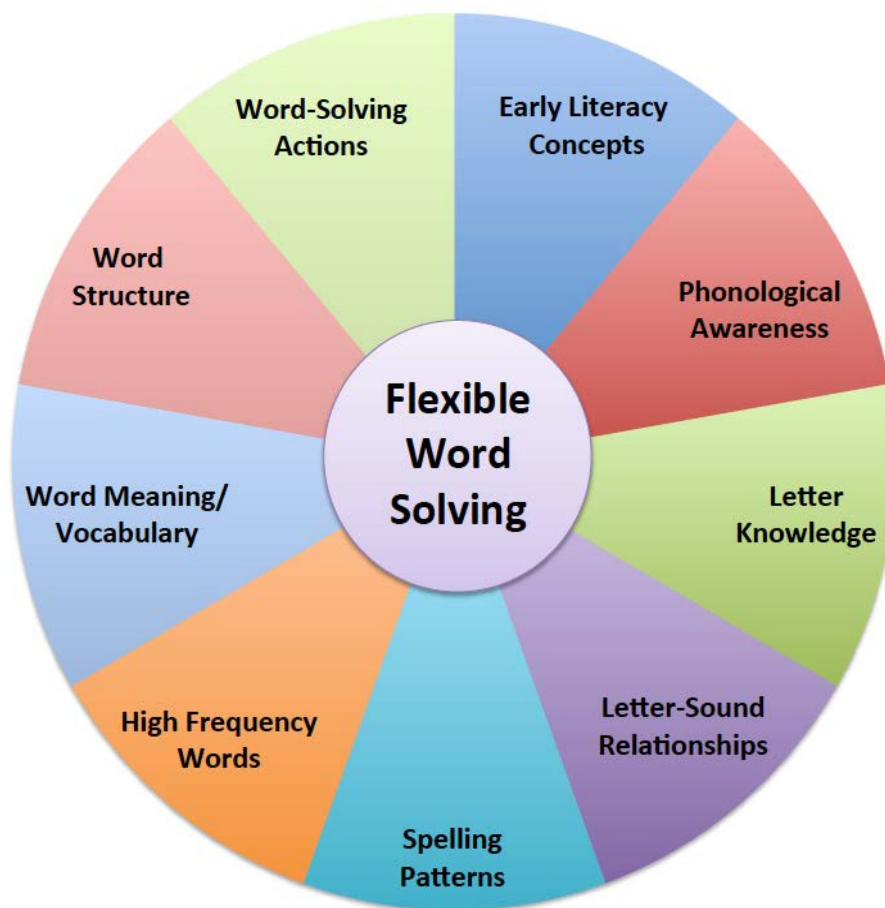 Flexible
Word
Solving
Early Literacy
Concepts
Phonological
Awareness
Letter
Knowledge
Letter-Sound
Relationships
Spelling
Patterns
High Frequency
Words
Word Meaning/
Vocabulary
Word
Structure
Word-Solving
Actions